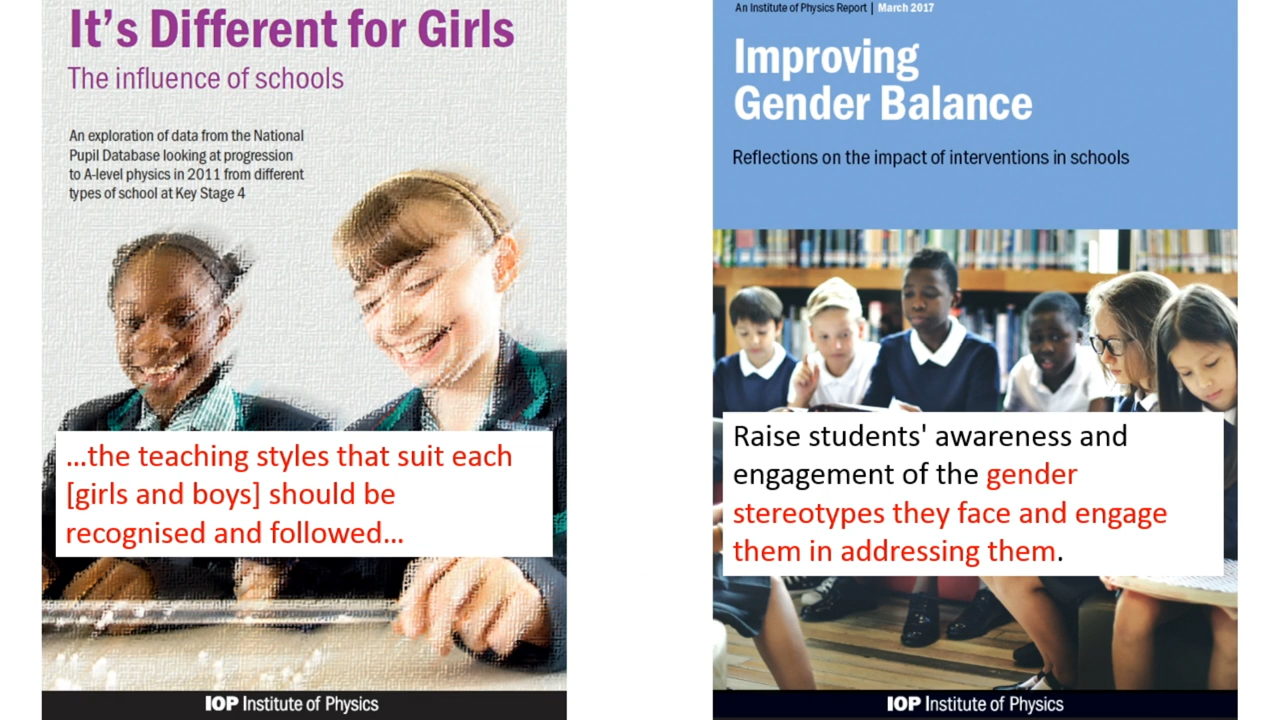 It's Different for Girls
The influence of schools
An exploration of data from the National
Pupil Database looking at progression
to A-level physics in 2011 from different
types of school at Key Stage 4
...the teaching styles that suit each
[girls and boys] should be
recognised and followed...
IOP Institute of Physics
An Institute of Physics Report | March 2017
Improving
Gender Balance
Reflections on the impact of interventions in schools
Raise students' awareness and
engagement of the gender
stereotypes they face and engage
them in addressing them.
IOP Institute of Physics